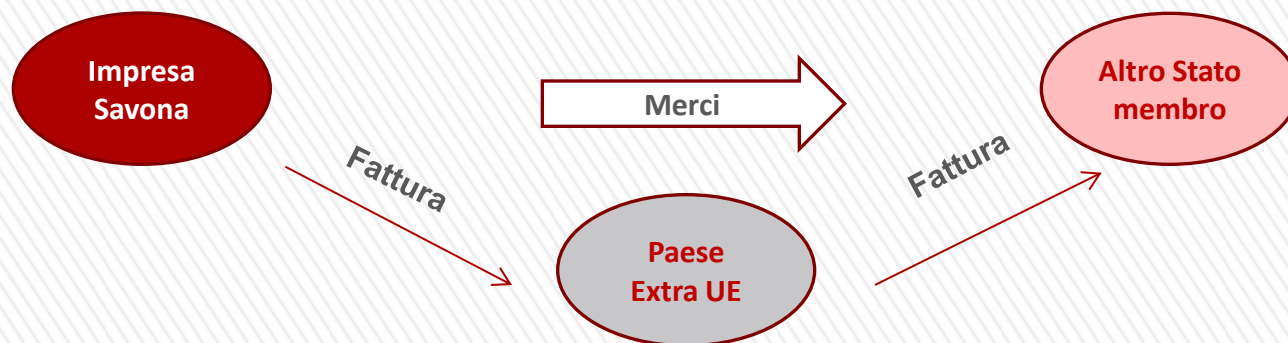 Impresa
Savona
Merci
Altro Stato
membro
Fattura
Fattura
Paese
Extra UE